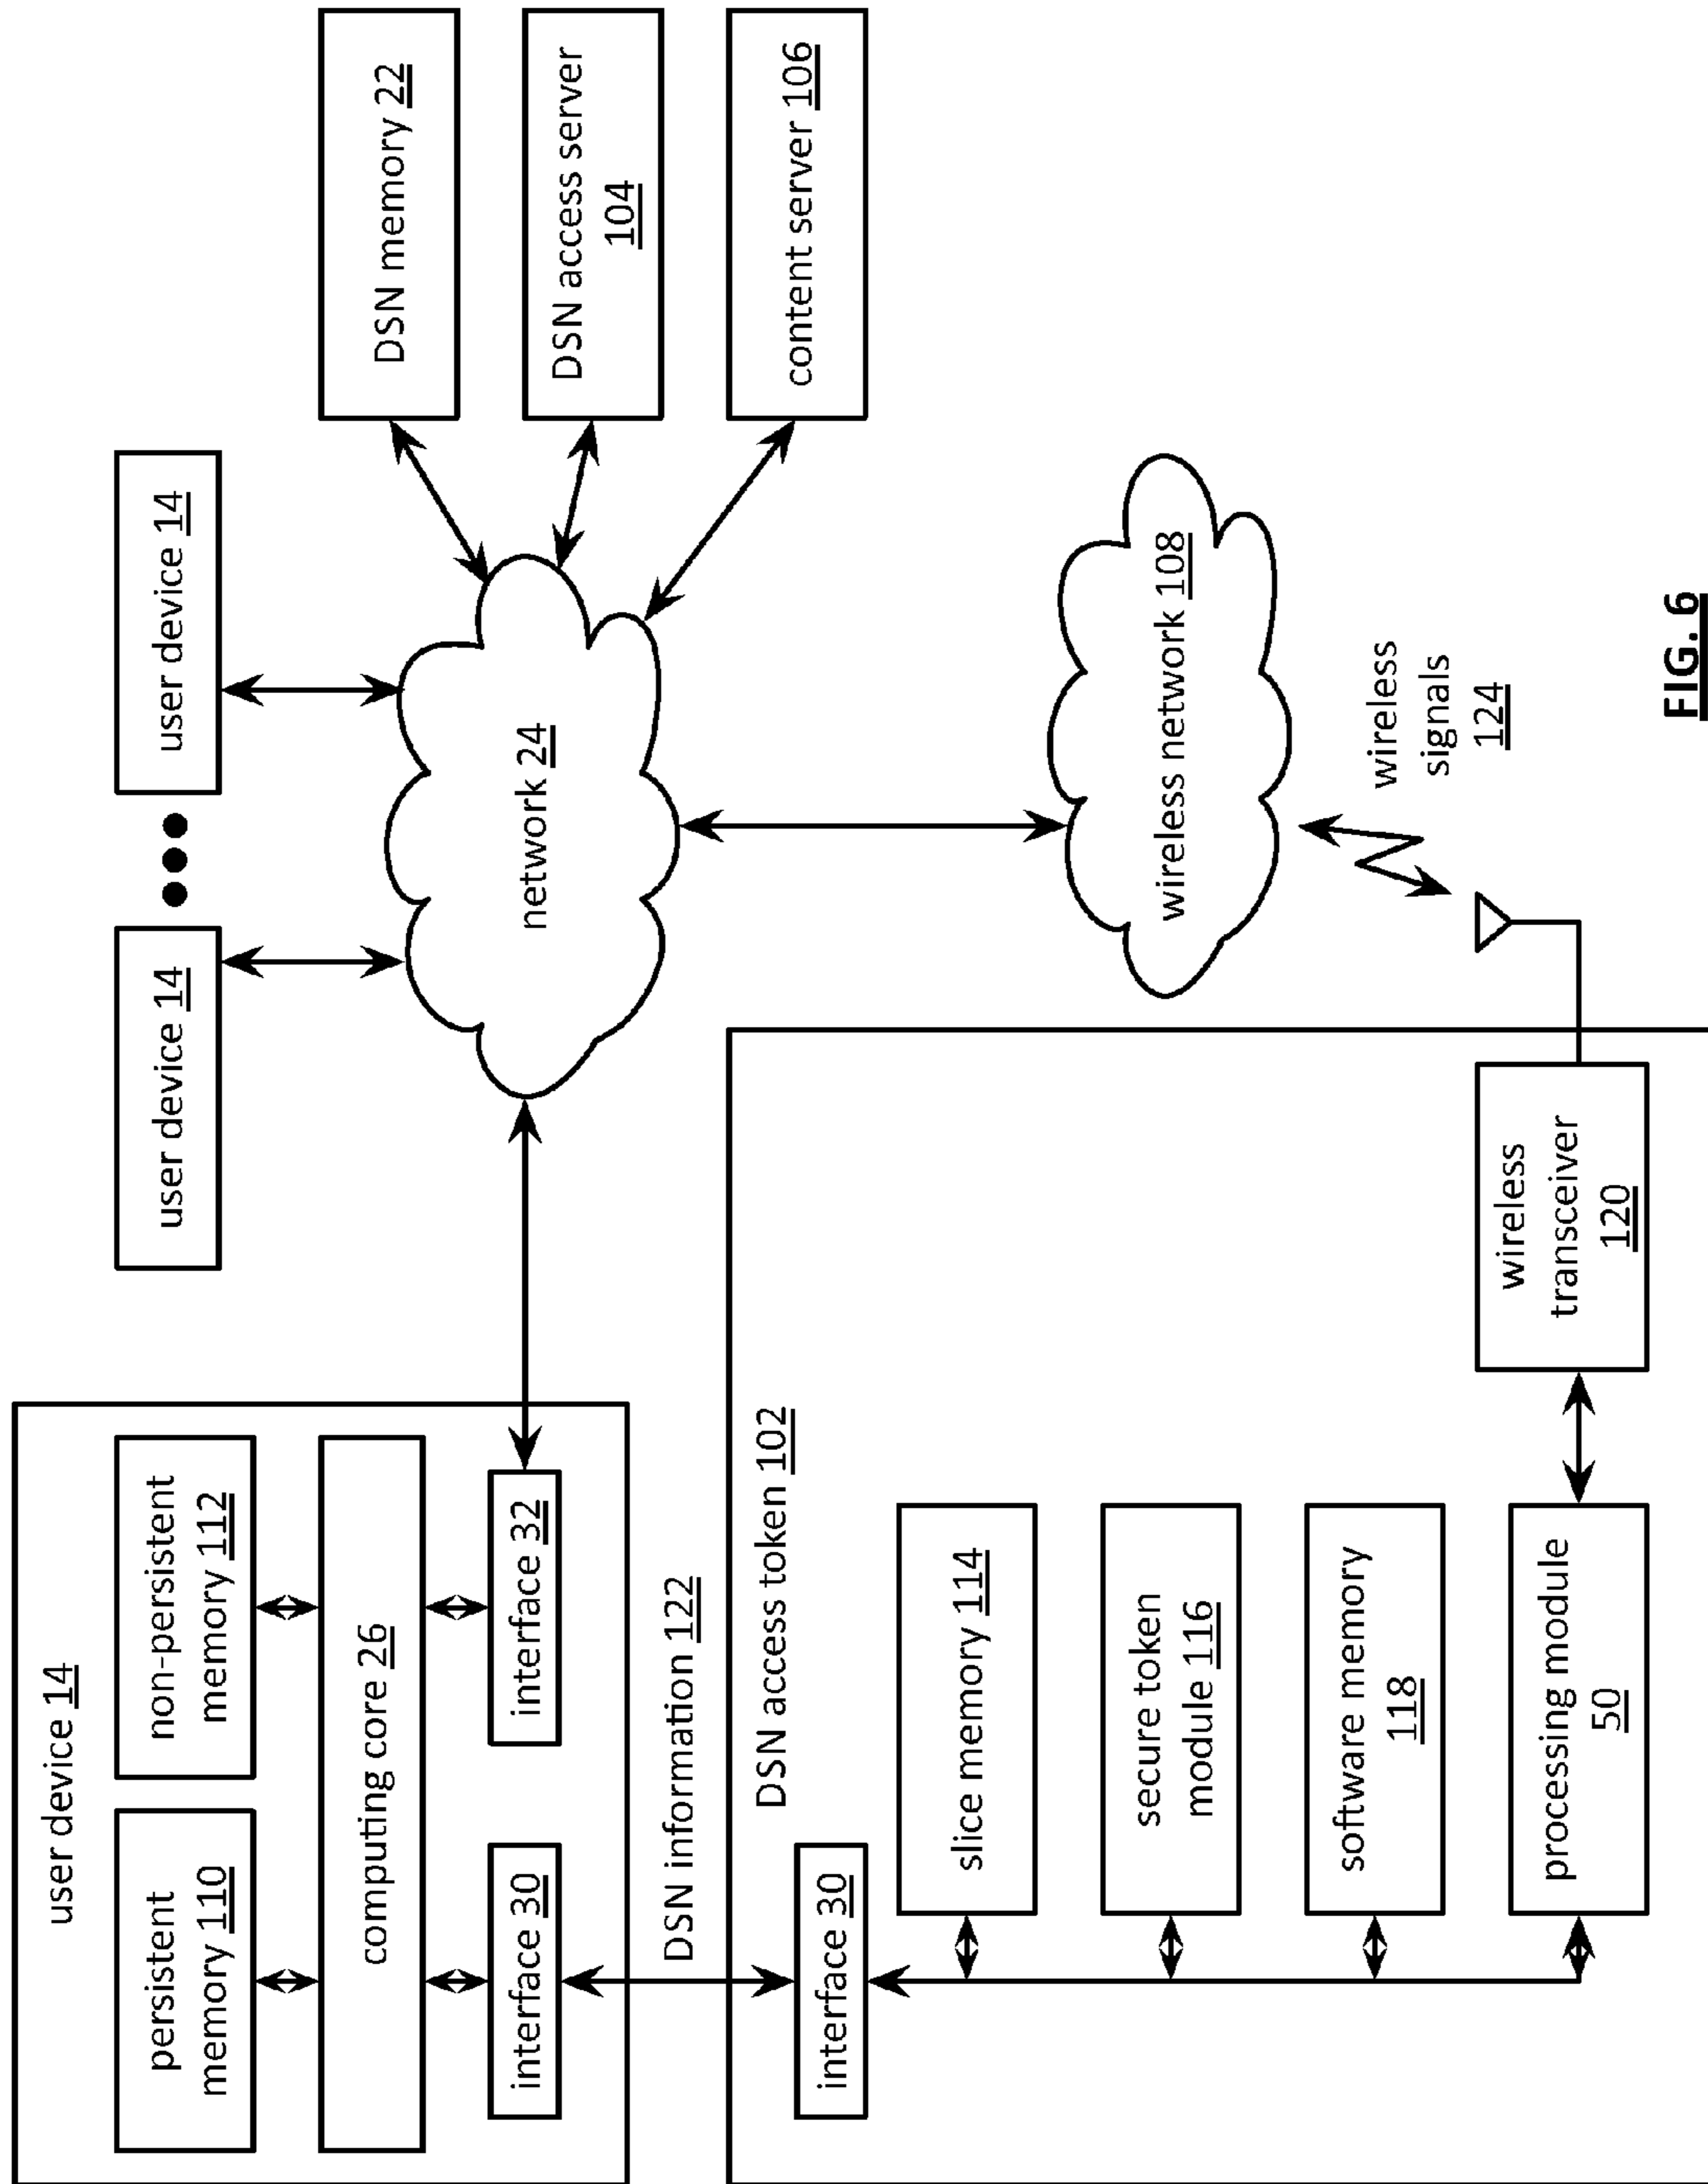 user device 14
persistent
memory 110
non-persistent
memory 112
computing core 26
interface 30
interface 32
user device 14
user device 14
network 24
DSN memory 22
DSN access server
104
content server 106
DSN information 122
DSN access token 102
interface 30
slice memory 114
secure token
module 116
software memory
118
processing module
50
wireless
transceiver
120
wireless network 108
wireless
signals
124
FIG. 6